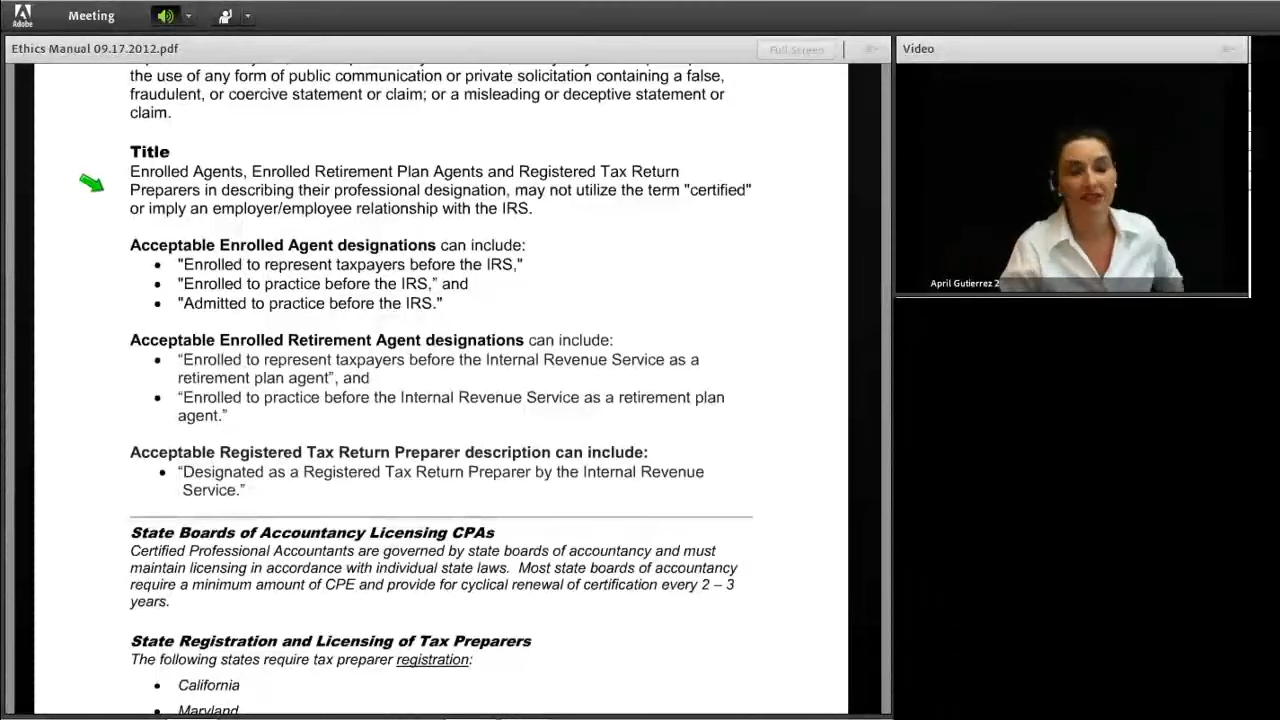 Adobe
Meeting
Ethics Manual 09.17.2012.pdf
Full Screen
Video
the use of any form of public communication or private solicitation containing a false,
fraudulent, or coercive statement or claim; or a misleading or deceptive statement or
claim.
Title
Enrolled Agents, Enrolled Retirement Plan Agents and Registered Tax Return
Preparers in describing their professional designation, may not utilize the term "certified"
or imply an employer/employee relationship with the IRS.
Acceptable Enrolled Agent designations can include:
• "Enrolled to represent taxpayers before the IRS,"
• "Enrolled to practice before the IRS,” and
• "Admitted to practice before the IRS."
Acceptable Enrolled Retirement Agent designations can include:
• “Enrolled to represent taxpayers before the Internal Revenue Service as a
retirement plan agent”, and
• “Enrolled to practice before the Internal Revenue Service as a retirement plan
agent.”
Acceptable Registered Tax Return Preparer description can include:
• “Designated as a Registered Tax Return Preparer by the Internal Revenue
Service.”
State Boards of Accountancy Licensing CPAs
Certified Professional Accountants are governed by state boards of accountancy and must
maintain licensing in accordance with individual state laws. Most state boards of accountancy
require a minimum amount of CPE and provide for cyclical renewal of certification every 2 – 3
years.
State Registration and Licensing of Tax Preparers
The following states require tax preparer registration:
• California
• Maryland
April Gutierrez 2